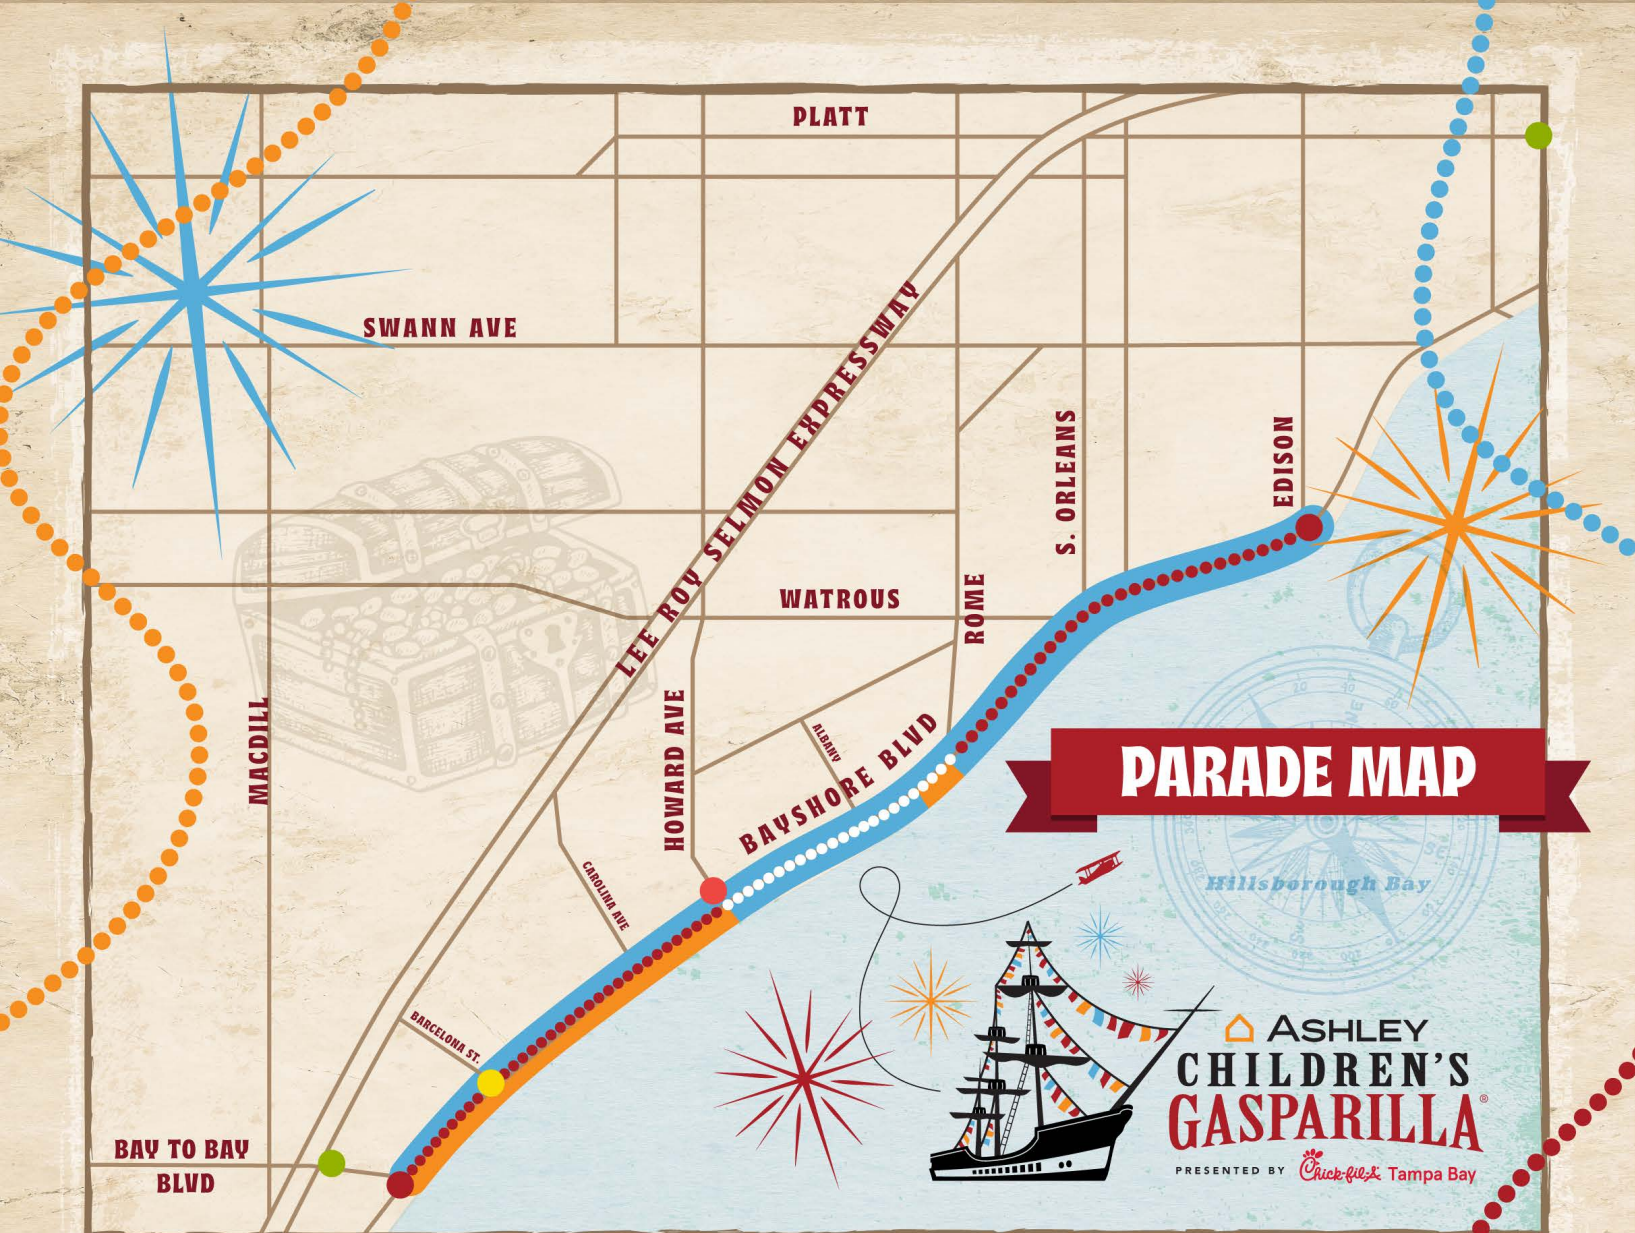 PLATT
SWANN AVE
LEE ROY SELMON EXPRESSWAY
S. ORLEANS
EDISON
WATROUS
ROME
MACDILL
HOWARD AVE
ALBANY
BAYSHORE BLVD
PARADE MAP
CAROLINA AVE
Hillsborough Bay
BARCELONA ST.
BAY TO BAY
BLVD
ASHLEY
CHILDREN'S
GASPARILLA®
PRESENTED BY Chick-fil-A Tampa Bay